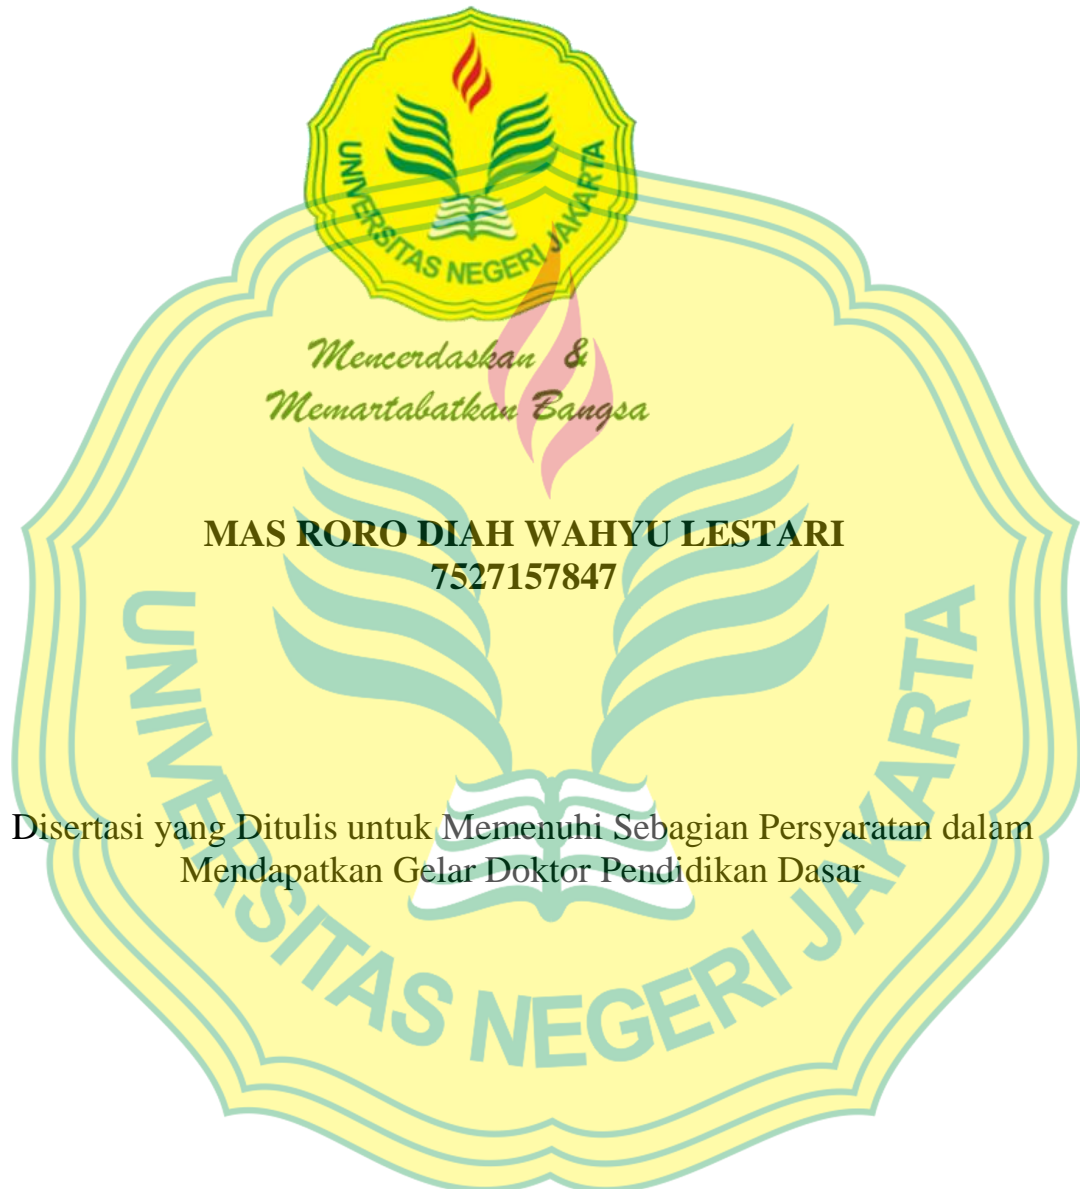 UNIVERSITAS NEGERI JAKARTA
Mencerdaskan &
Memartabatkan Bangsa
MAS RORO DIAH WAHYU LESTARI
7527157847
Disertasi yang Ditulis untuk Memenuhi Sebagian Persyaratan dalam
Mendapatkan Gelar Doktor Pendidikan Dasar
UNIVERSITAS NEGERI JAKARTA